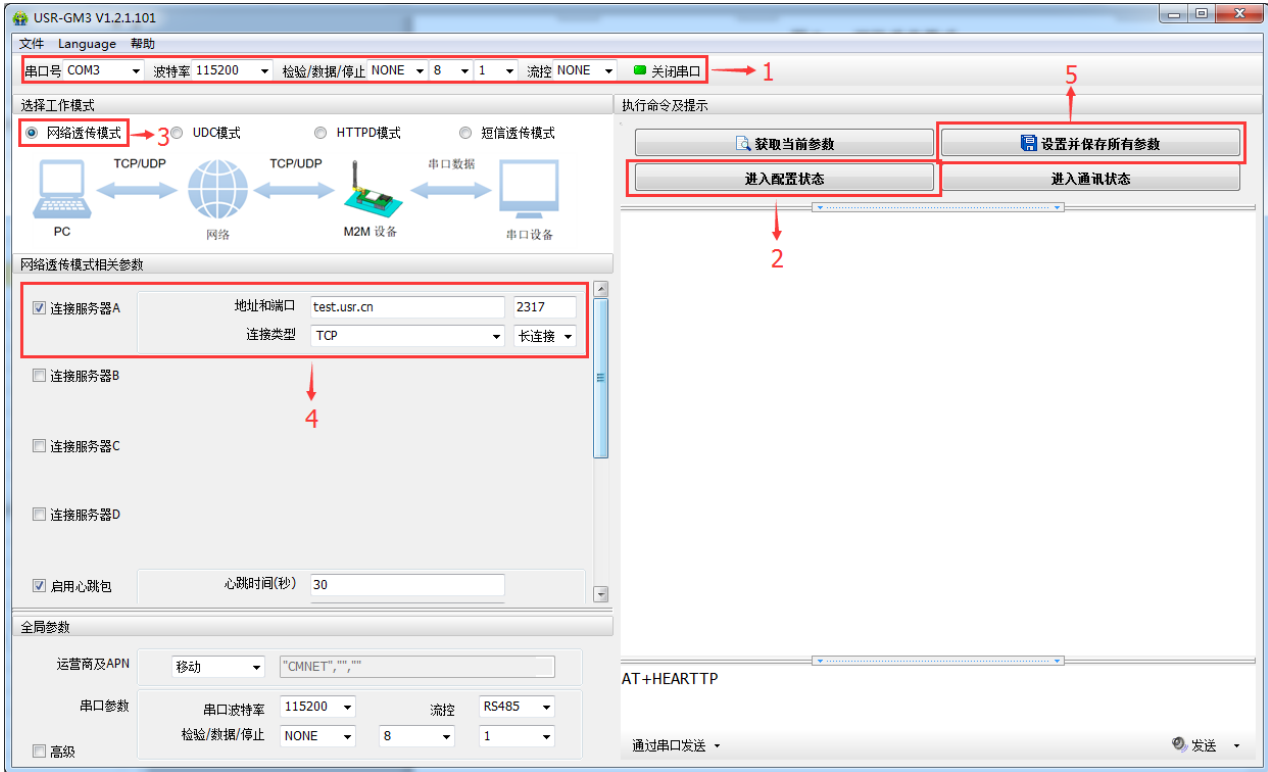 USR-GM3 V1.2.1.101
文件 Language 帮助
串口号 COM3 波特率 115200 检验/数据/停止 NONE 8 1 流控 NONE 关闭串口 1
5
选择工作模式
执行命令及提示
网络透传模式 3 UDC模式 HTTPD模式 短信透传模式
获取当前参数 设置并保存所有参数
进入配置状态 进入通讯状态
TCP/UDP TCP/UDP 串口数据
PC 网络 M2M 设备 串口设备
2
网络透传模式相关参数
连接服务器A 地址和端口 test.usr.cn 2317
连接类型 TCP 长连接
连接服务器B
4
连接服务器C
连接服务器D
启用心跳包 心跳时间(秒) 30
全局参数
运营商及APN 移动 "CMNET","",""
AT+HEARTTP
串口参数 串口波特率 115200 流控 RS485
检验/数据/停止 NONE 8 1
高级
通过串口发送 发送